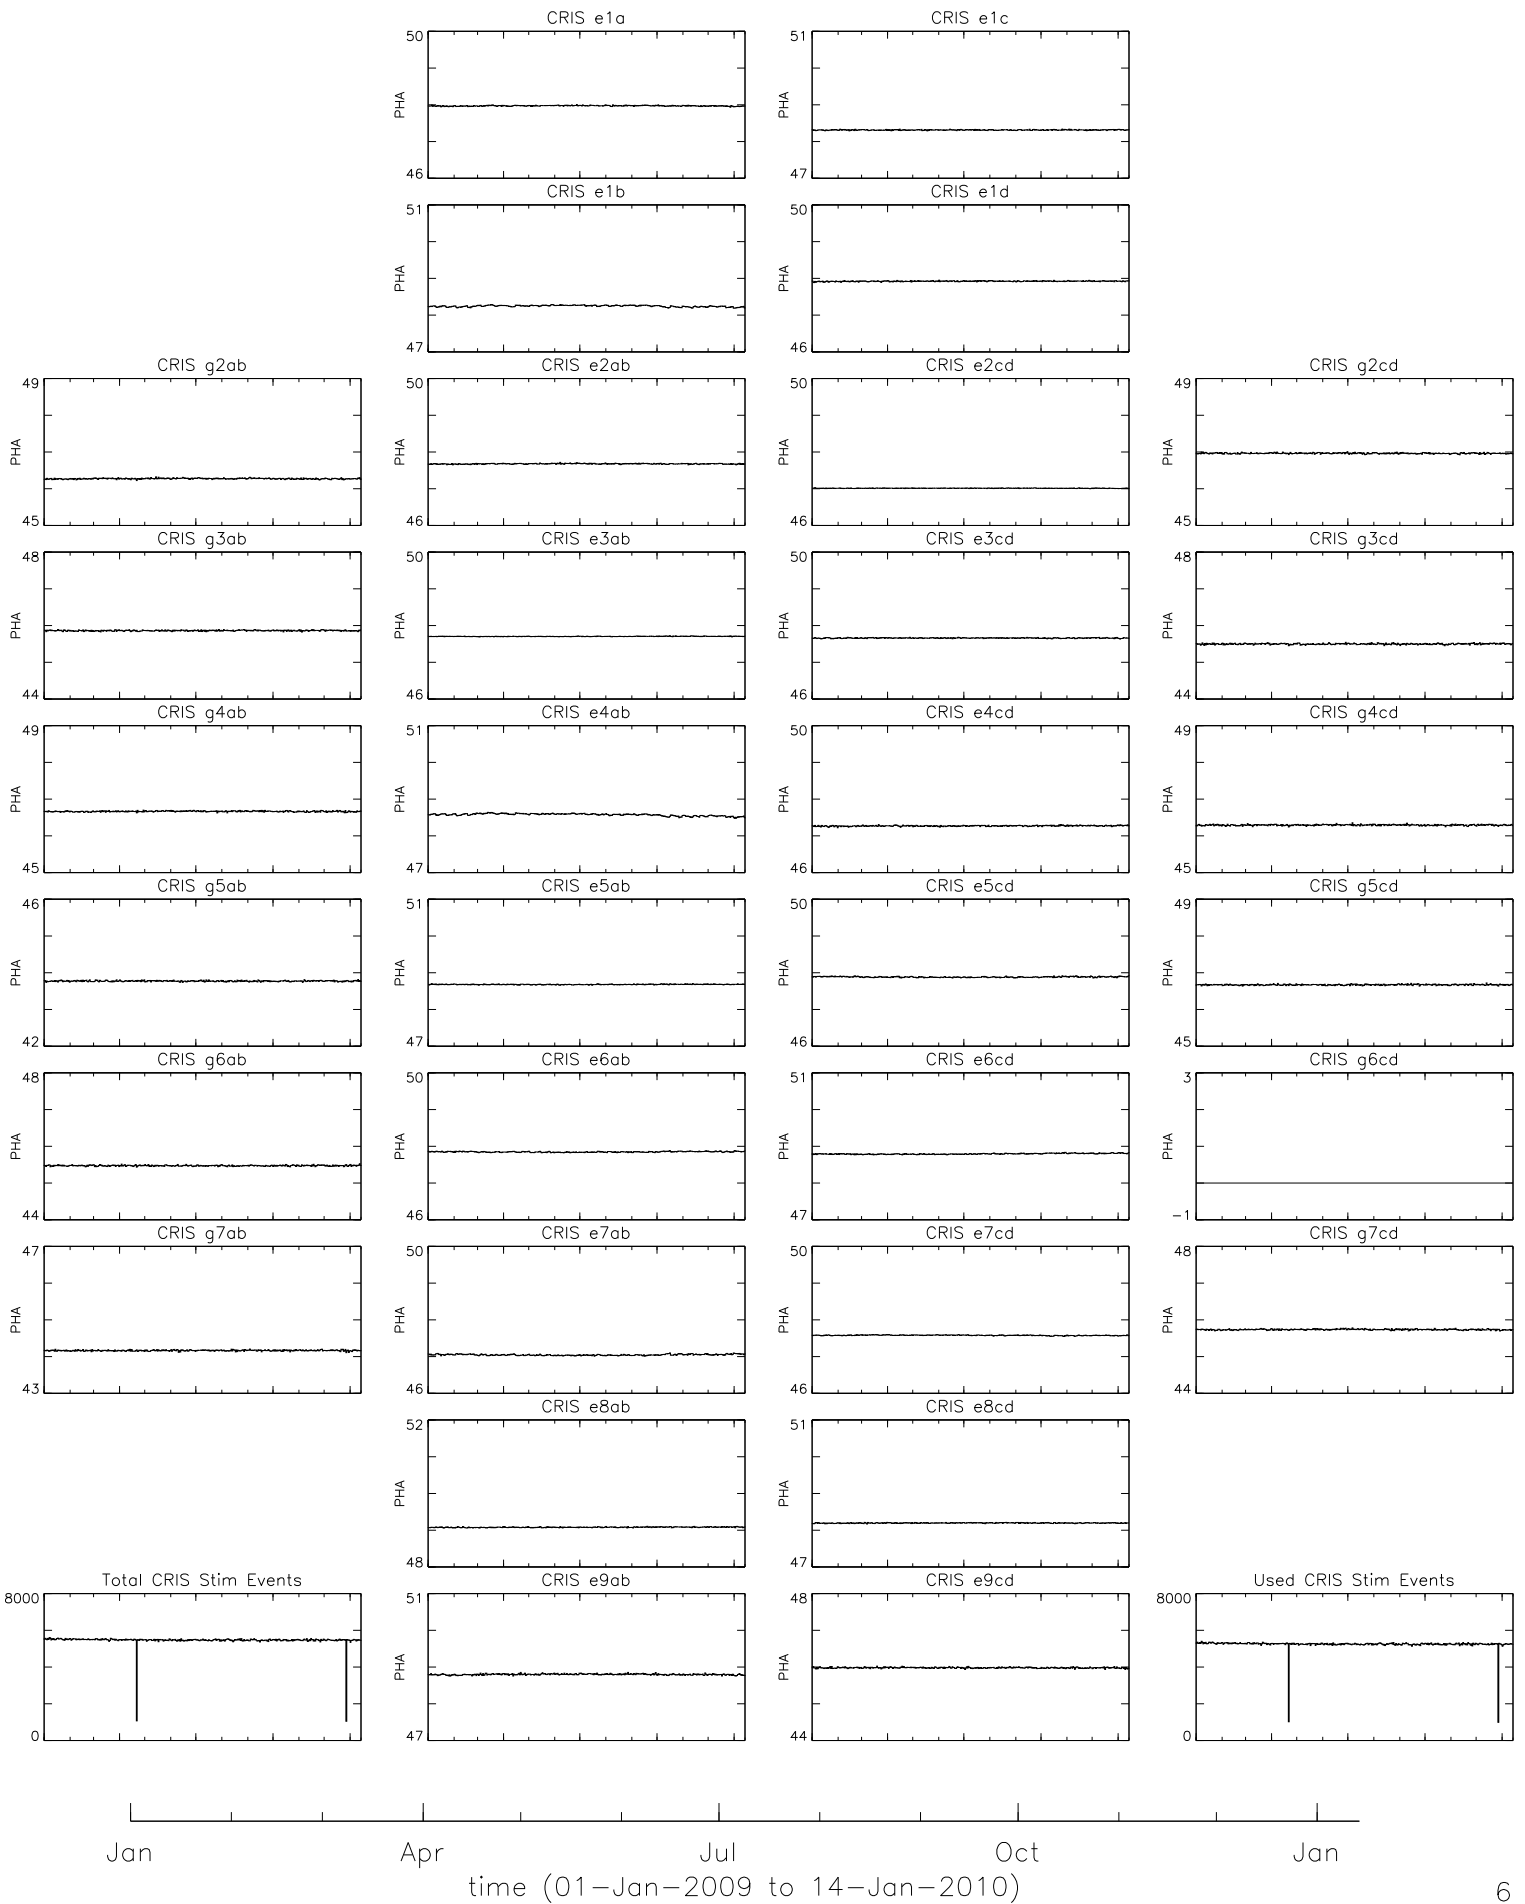 CRIS e1a
50
PHA
46
CRIS e1c
51
PHA
47
CRIS e1b
51
PHA
47
CRIS e1d
50
PHA
46
CRIS g2ab
49
PHA
45
CRIS e2ab
50
PHA
46
CRIS e2cd
50
PHA
46
CRIS g2cd
49
PHA
45
CRIS g3ab
48
PHA
44
CRIS e3ab
50
PHA
46
CRIS e3cd
50
PHA
46
CRIS g3cd
48
PHA
44
CRIS g4ab
49
PHA
45
CRIS e4ab
51
PHA
47
CRIS e4cd
50
PHA
46
CRIS g4cd
49
PHA
45
CRIS g5ab
46
PHA
42
CRIS e5ab
51
PHA
47
CRIS e5cd
50
PHA
46
CRIS g5cd
49
PHA
45
CRIS g6ab
48
PHA
44
CRIS e6ab
50
PHA
46
CRIS e6cd
51
PHA
47
CRIS g6cd
3
PHA
-1
CRIS g7ab
47
PHA
43
CRIS e7ab
50
PHA
46
CRIS e7cd
50
PHA
46
CRIS g7cd
48
PHA
44
CRIS e8ab
52
PHA
48
CRIS e8cd
51
PHA
47
Total CRIS Stim Events
8000
0
CRIS e9ab
51
PHA
47
CRIS e9cd
48
PHA
44
Used CRIS Stim Events
8000
0
Jan Apr Jul Oct Jan
time (01-Jan-2009 to 14-Jan-2010)
6